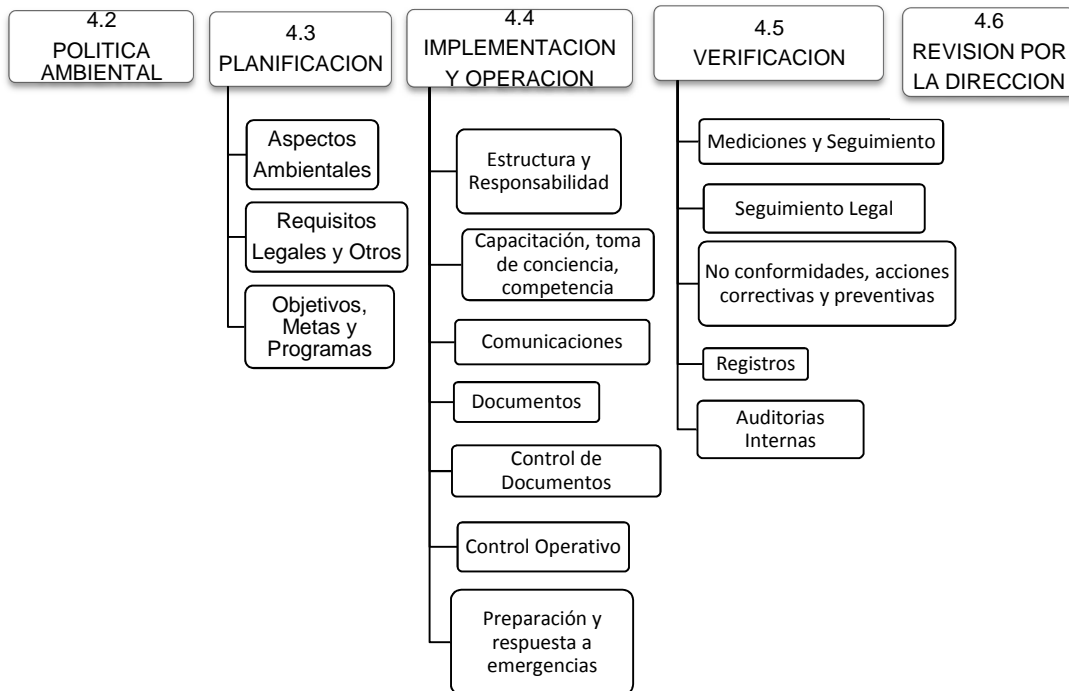 4.2
POLITICA
AMBIENTAL
4.3
PLANIFICACION
Aspectos
Ambientales
Requisitos
Legales y Otros
Objetivos,
Metas y
Programas
4.4
IMPLEMENTACION
Y OPERACION
Estructura y
Responsabilidad
Capacitación, toma
de conciencia,
competencia
Comunicaciones
Documentos
Control de
Documentos
Control Operativo
Preparación y
respuesta a
emergencias
4.5
VERIFICACION
Mediciones y Seguimiento
Seguimiento Legal
No conformidades, acciones
correctivas y preventivas
Registros
Auditorias
Internas
4.6
REVISION POR
LA DIRECCION